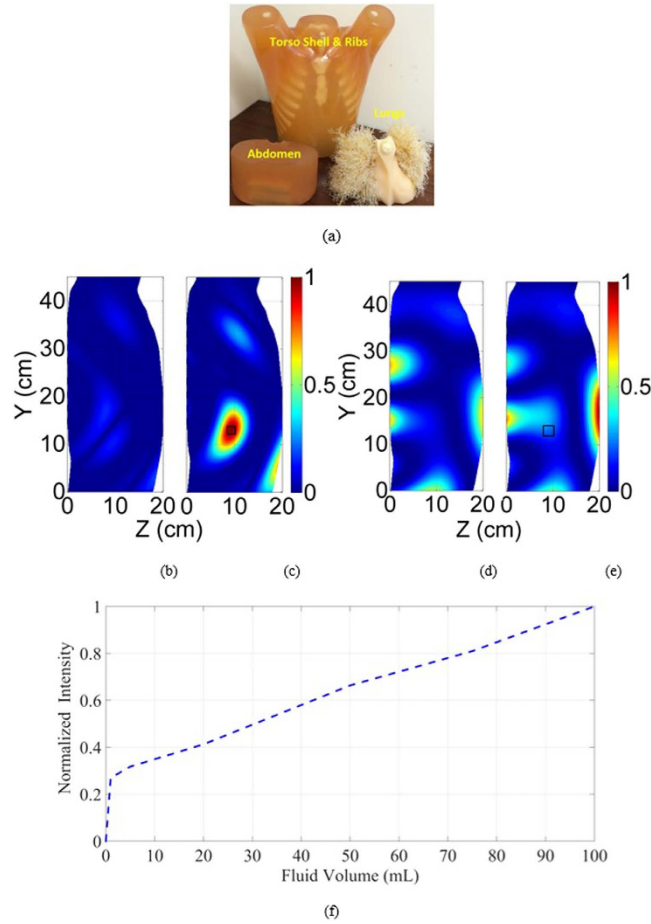 Torso Shell & Ribs
Lungs
Abdomen
(a)
Y (cm)
40
30
20
10
0
0 10 20
0 10 20
Z (cm)
1
0.5
0
Y (cm)
40
30
20
10
0
0 10 20
0 10 20
Z (cm)
1
0.5
0
(b)
(c)
(d)
(e)
Normalized Intensity
1
0.8
0.6
0.4
0.2
0
0 10 20 30 40 50 60 70 80 90 100
Fluid Volume (mL)
(f)